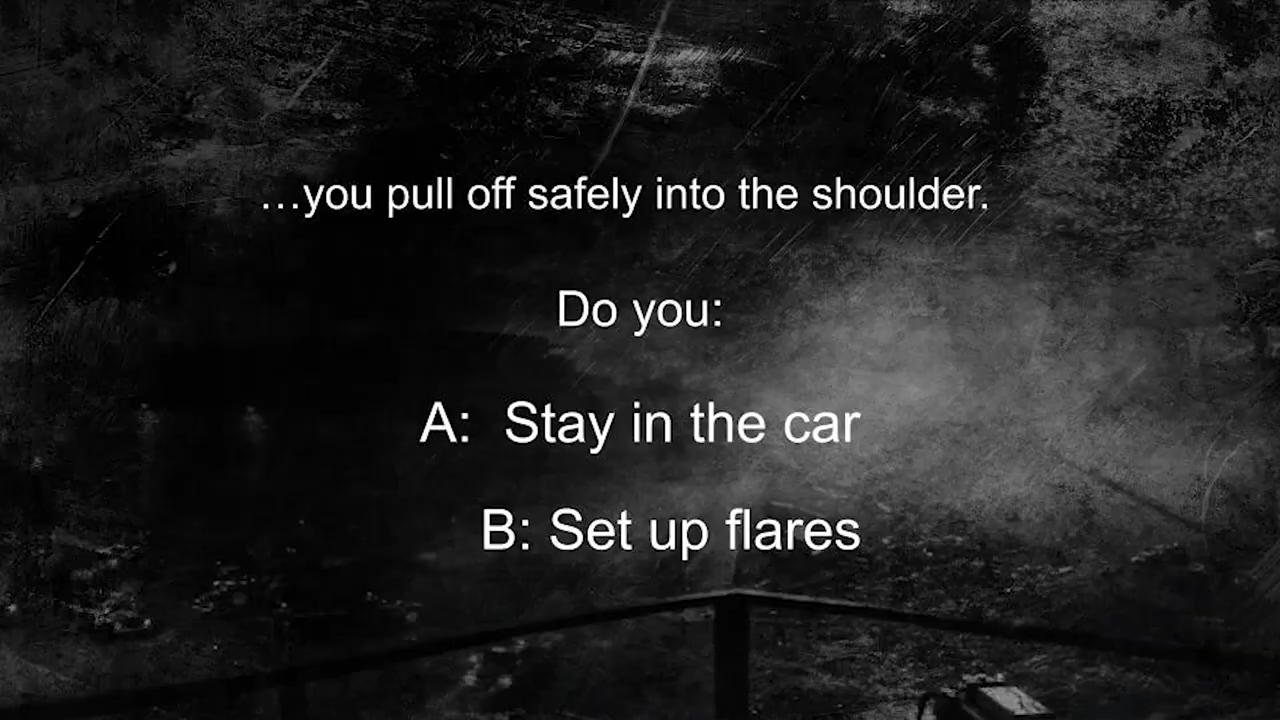 …you pull off safely into the shoulder.
Do you:
A: Stay in the car
B: Set up flares